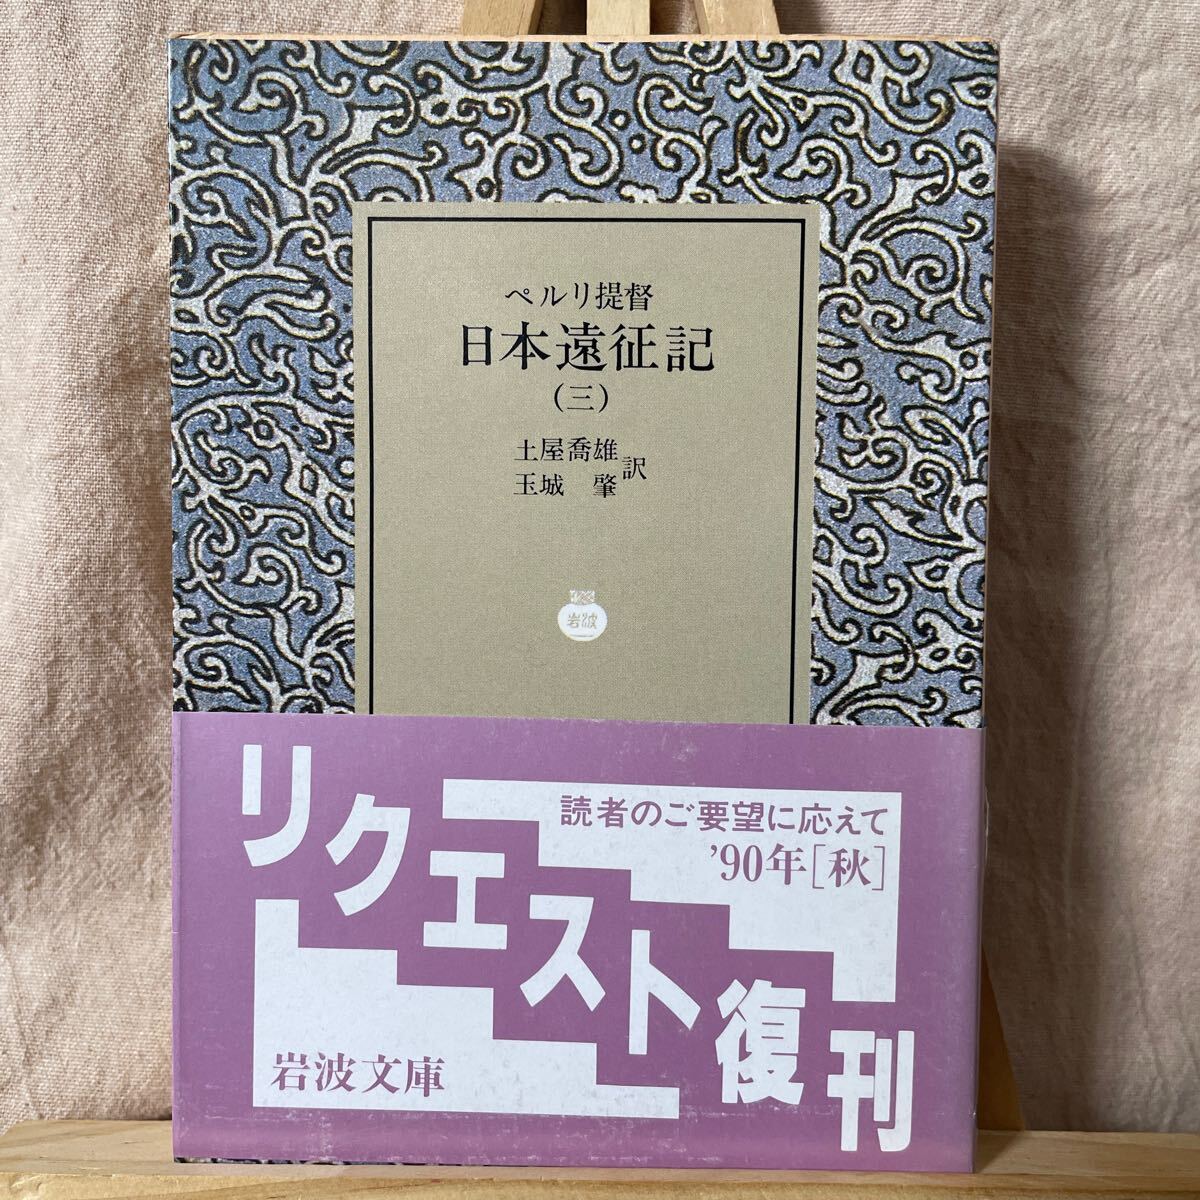 ペルリ提督
日本遠征記
(三)
土屋喬雄
玉城 肇
訳
岩波
リクエスト復刊
読者のご要望に応えて
'90年[秋]
岩波文庫